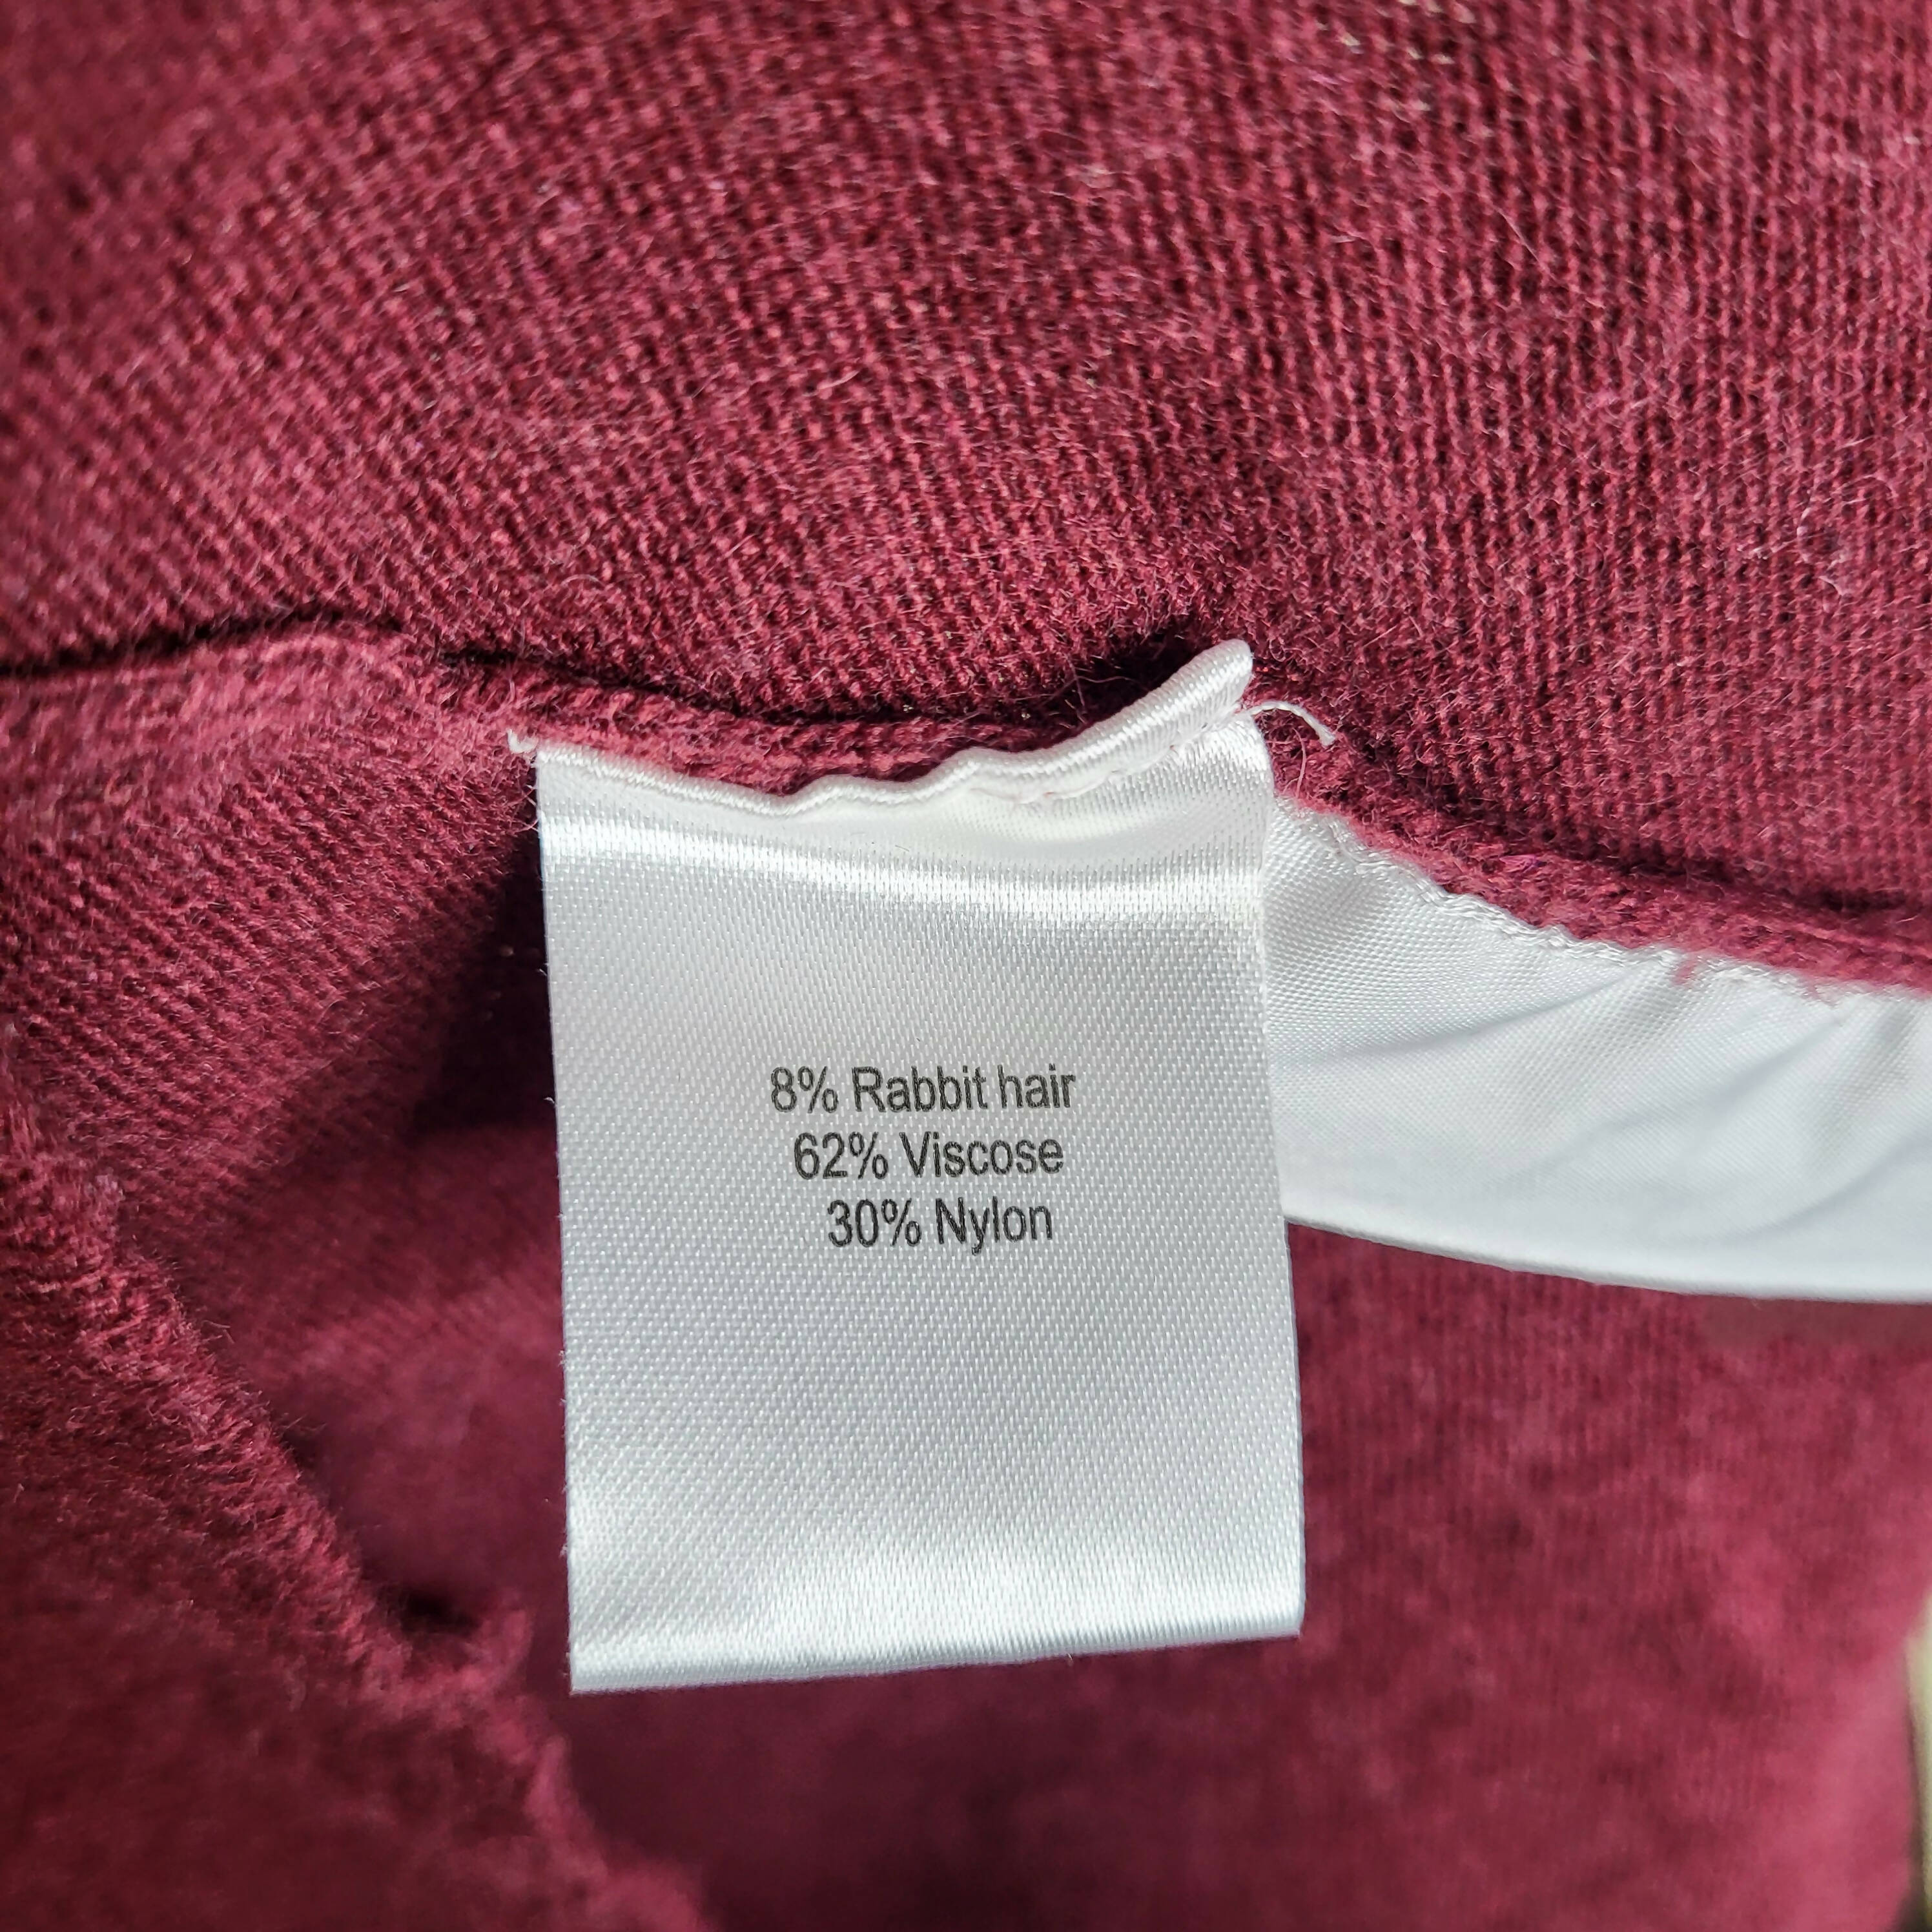 8% Rabbit hair
62% Viscose
30% Nylon